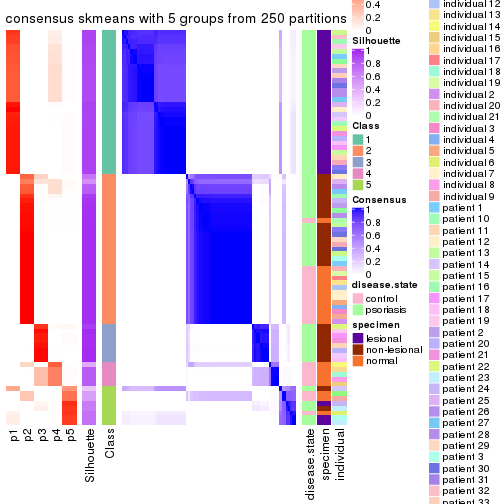 consensus skmeans with 5 groups from 250 partitions
p1
p2
p3
p4
p5
Silhouette
Class
disease.state
specimen
individual
0.4
0.2
0
Silhouette
1
0.8
0.6
0.4
0.2
0
Class
1
2
3
4
5
Consensus
1
0.8
0.6
0.4
0.2
0
disease.state
control
psoriasis
specimen
lesional
non-lesional
normal
individual 12
individual 13
individual 14
individual 15
individual 16
individual 17
individual 18
individual 19
individual 2
individual 20
individual 21
individual 3
individual 4
individual 5
individual 6
individual 7
individual 8
individual 9
patient 1
patient 10
patient 11
patient 12
patient 13
patient 14
patient 15
patient 16
patient 17
patient 18
patient 19
patient 2
patient 20
patient 21
patient 22
patient 23
patient 24
patient 25
patient 26
patient 27
patient 28
patient 29
patient 3
patient 30
patient 31
patient 32
patient 33